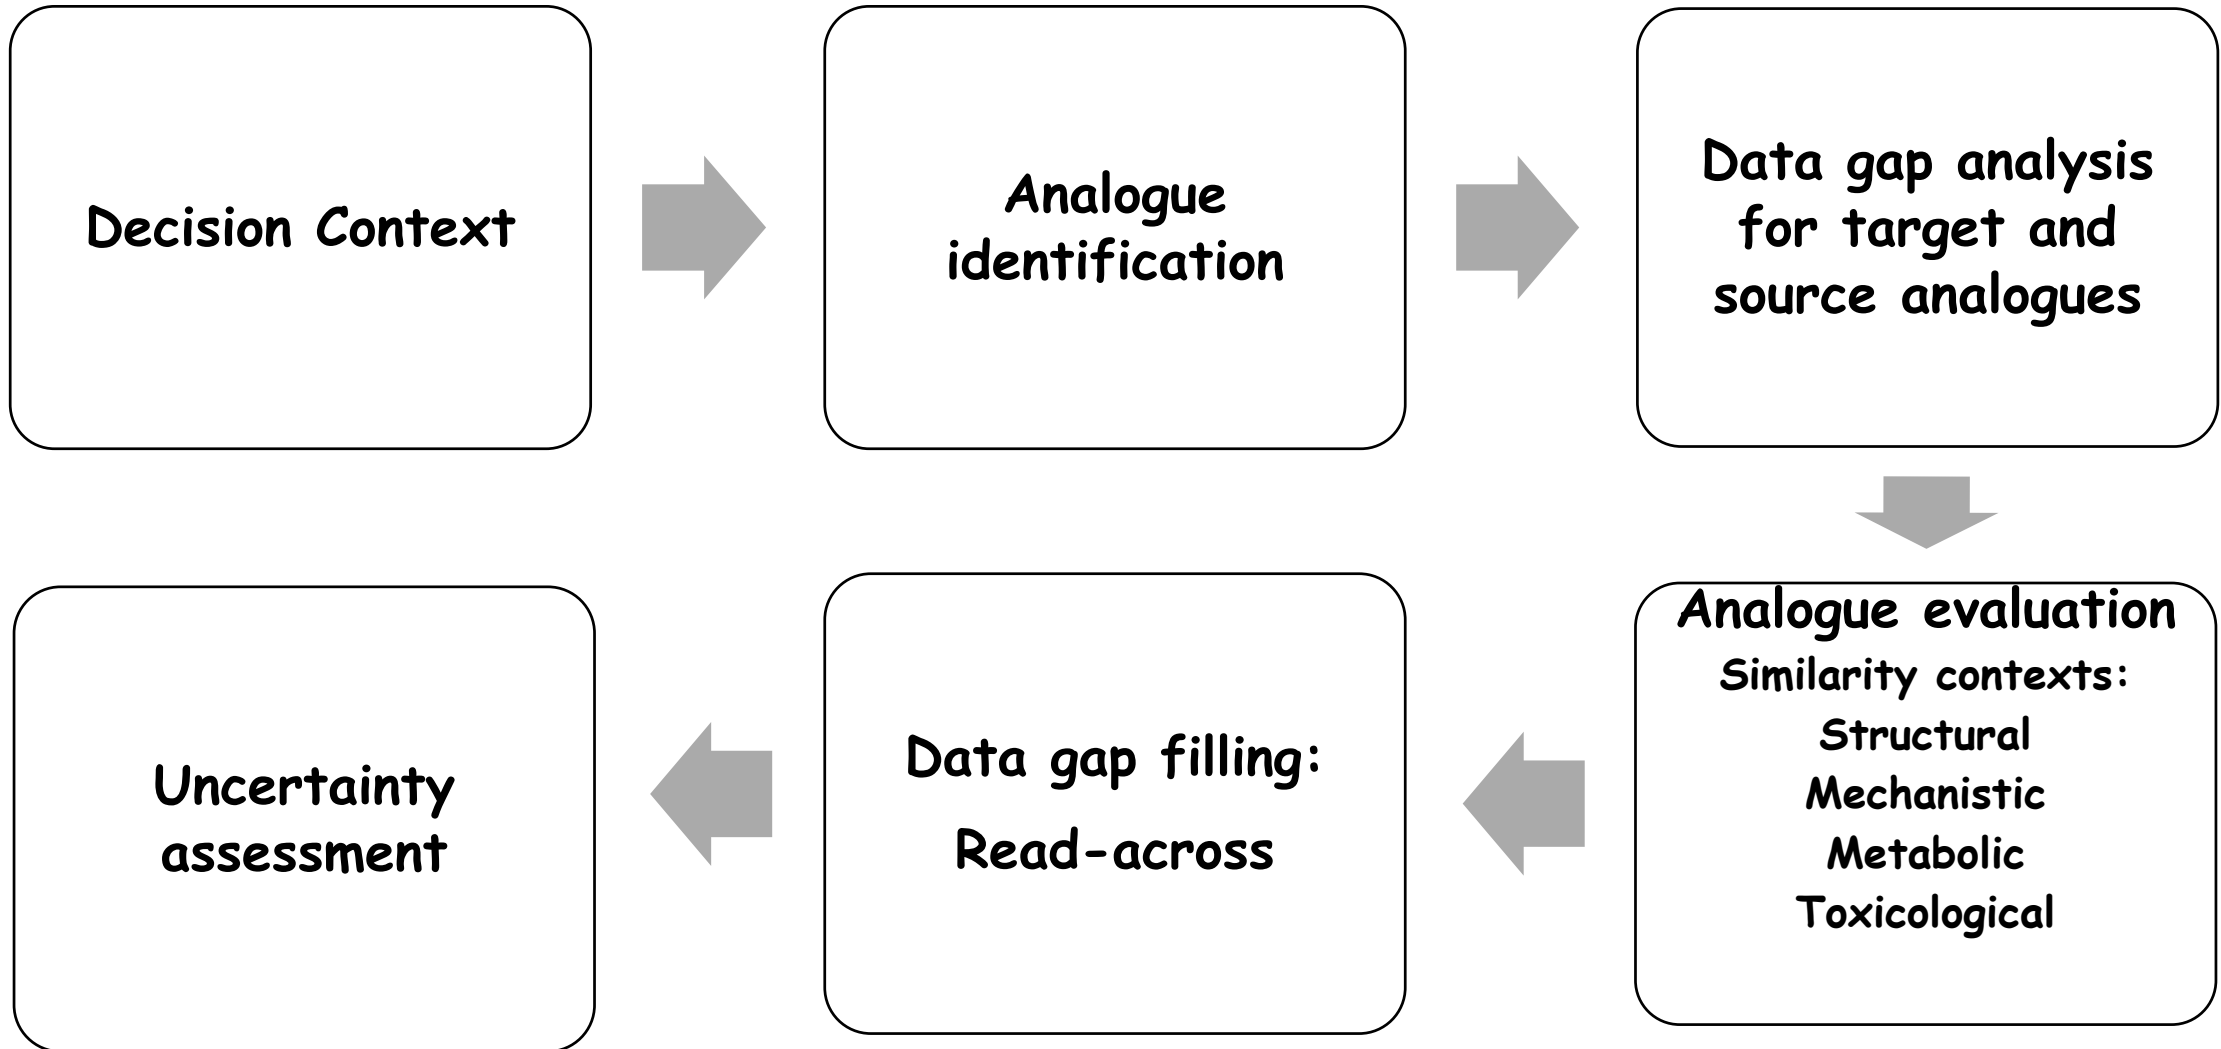 Decision Context
Analogue
identification
Data gap analysis
for target and
source analogues
Analogue evaluation
Similarity contexts:
Structural
Mechanistic
Metabolic
Toxicological
Data gap filling:
Read-across
Uncertainty
assessment